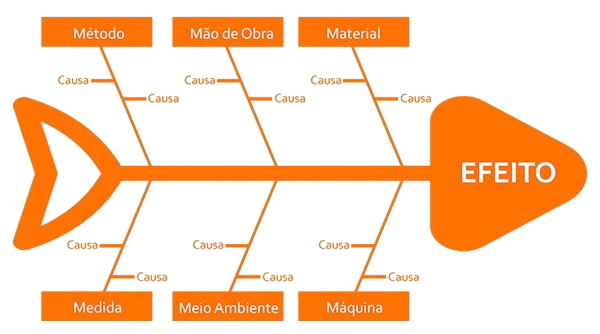 Método
Mão de Obra
Material
Causa
Causa
Causa
Causa
Causa
Causa
EFEITO
Causa
Causa
Causa
Causa
Causa
Causa
Medida
Meio Ambiente
Máquina